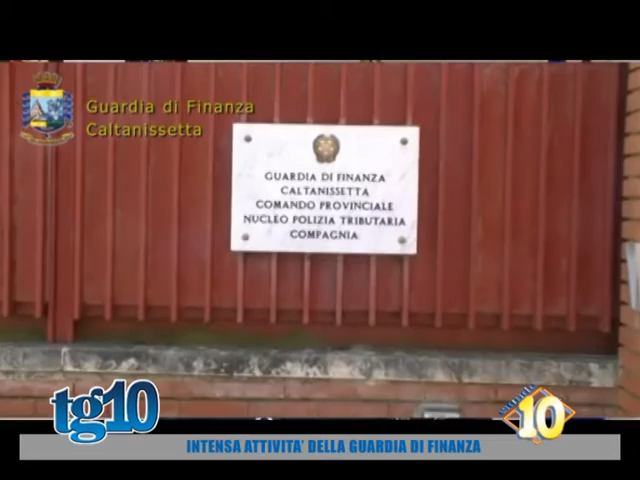 Guardia di Finanza
Caltanissetta
GUARDIA DI FINANZA
CALTANISSETTA
COMANDO PROVINCIALE
NUCLEO POLIZIA TRIBUTARIA
COMPAGNIA
tg10
10
INTENSA ATTIVITA' DELLA GUARDIA DI FINANZA